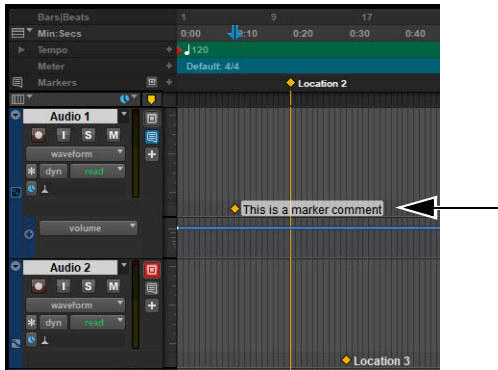 Bars|Beats 1 9 17
Min:Secs 0:00 0:10 0:20 0:30 0:40
Tempo + 120
Meter + Default: 4/4
Markers + Location 2
Audio 1
I S M
waveform
dyn read
This is a marker comment
volume
Audio 2
I S M
waveform
dyn read
Location 3